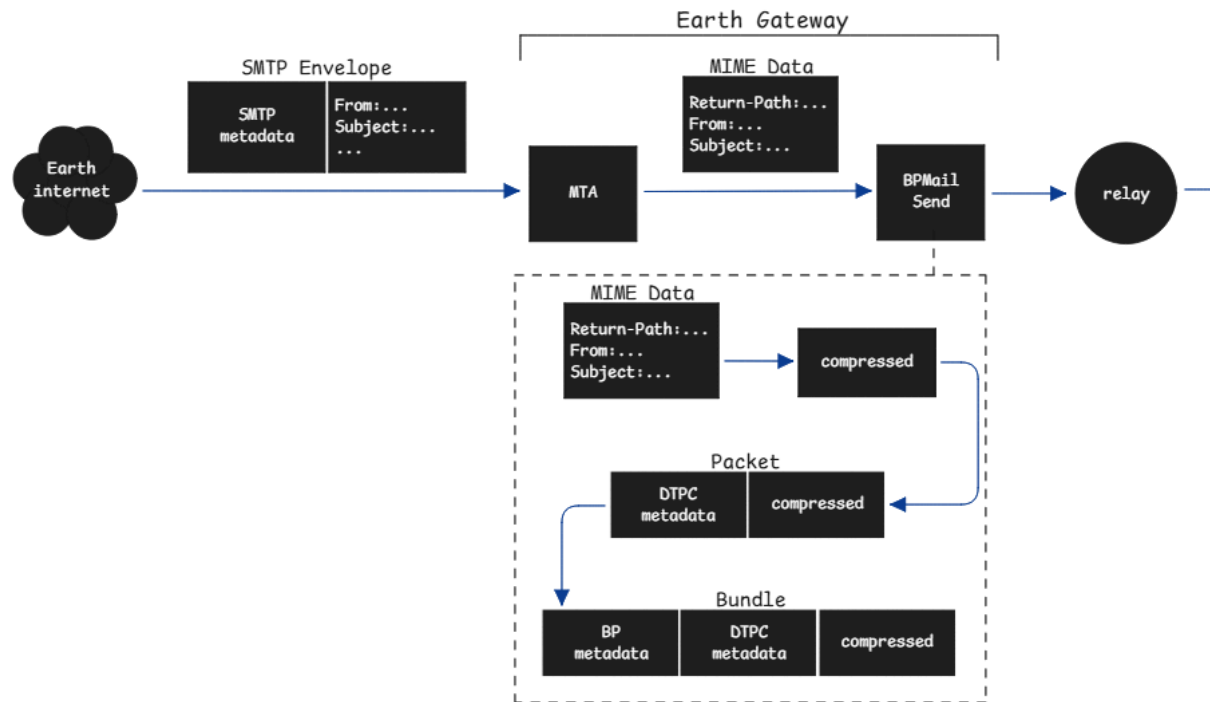 Earth Gateway
SMTP Envelope
MIME Data
SMTP
metadata
From:...
Subject:...
...
Return-Path:...
From:...
Subject:...
Earth
internet
MTA
BPMail
Send
relay
MIME Data
Return-Path:...
From:...
Subject:...
compressed
Packet
DTPC
metadata
compressed
Bundle
BP
metadata
DTPC
metadata
compressed